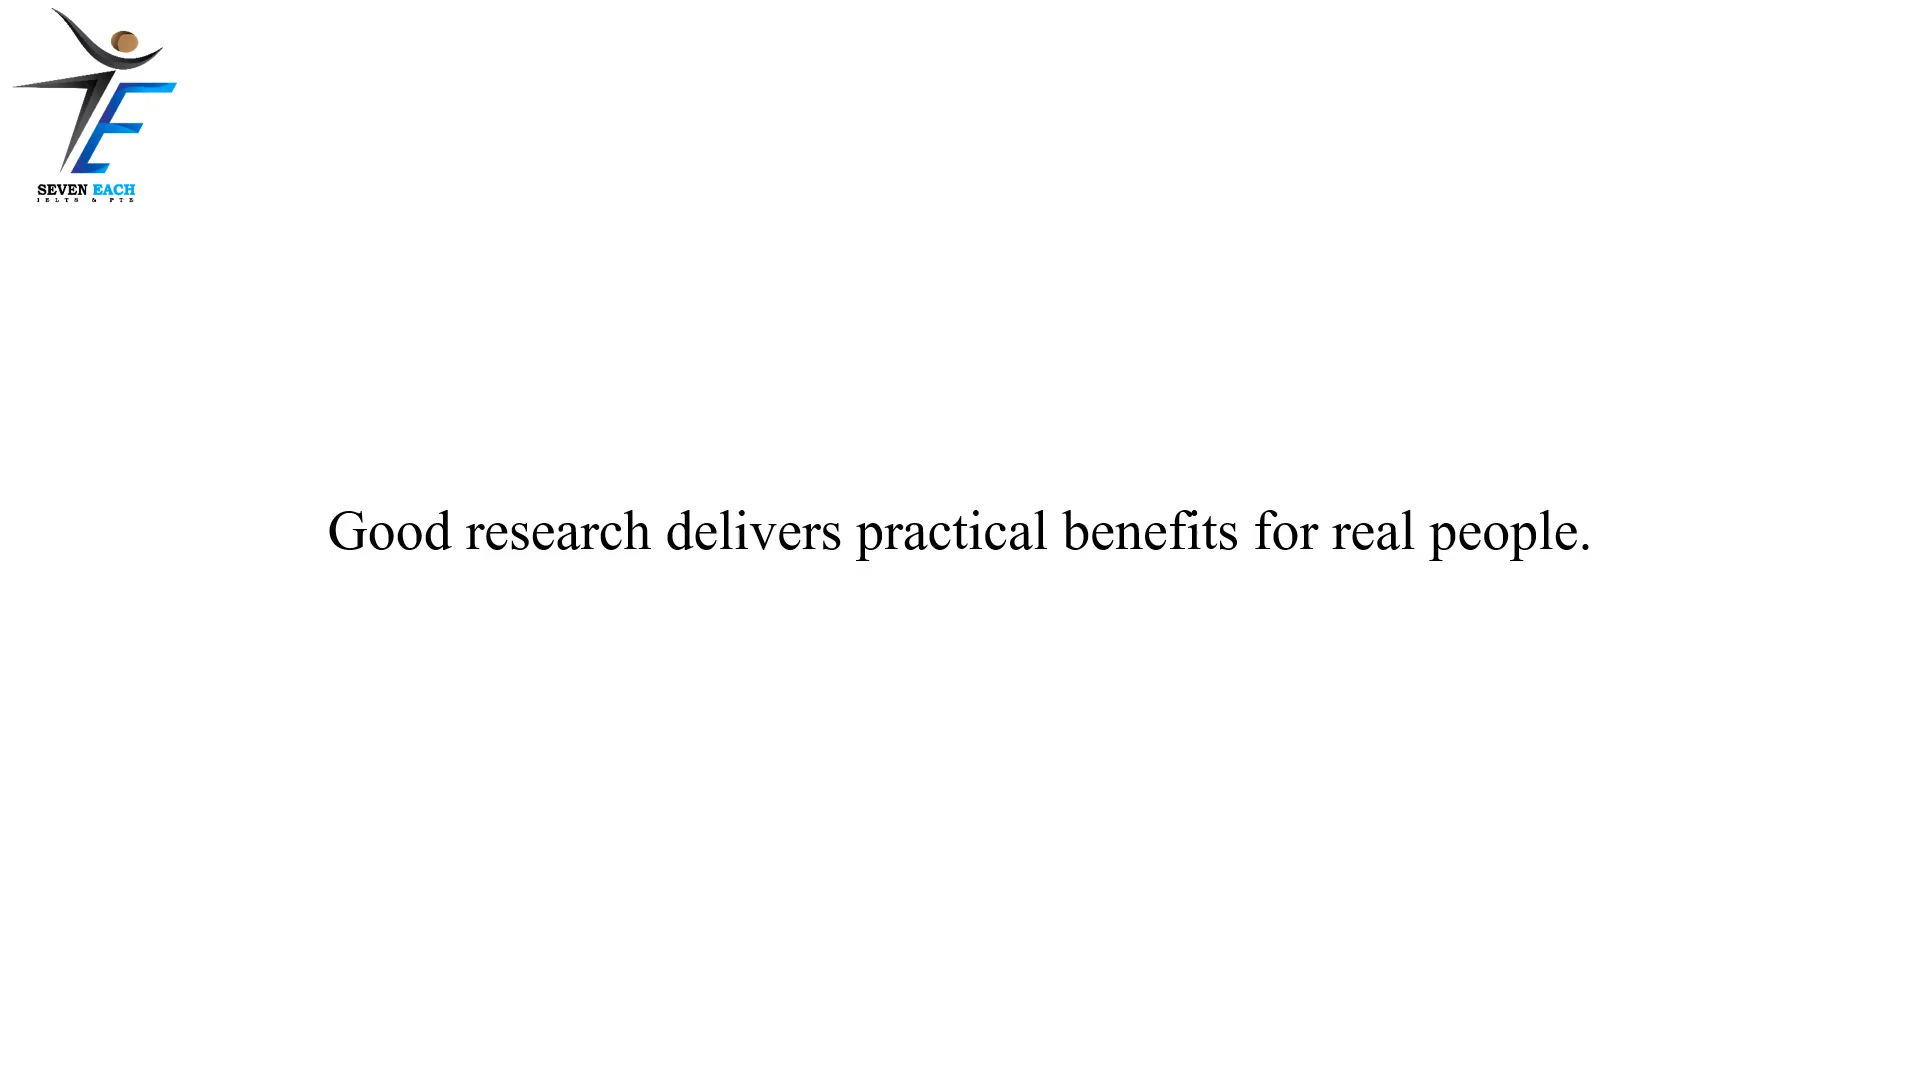 SEVEN EACH
IELTS & PTE
Good research delivers practical benefits for real people.